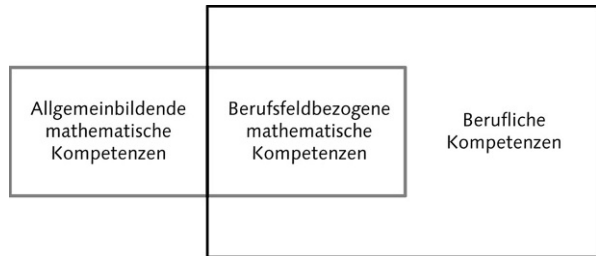 Allgemeinbildende
mathematische
Kompetenzen
Berufsfeldbezogene
mathematische
Kompetenzen
Berufliche
Kompetenzen